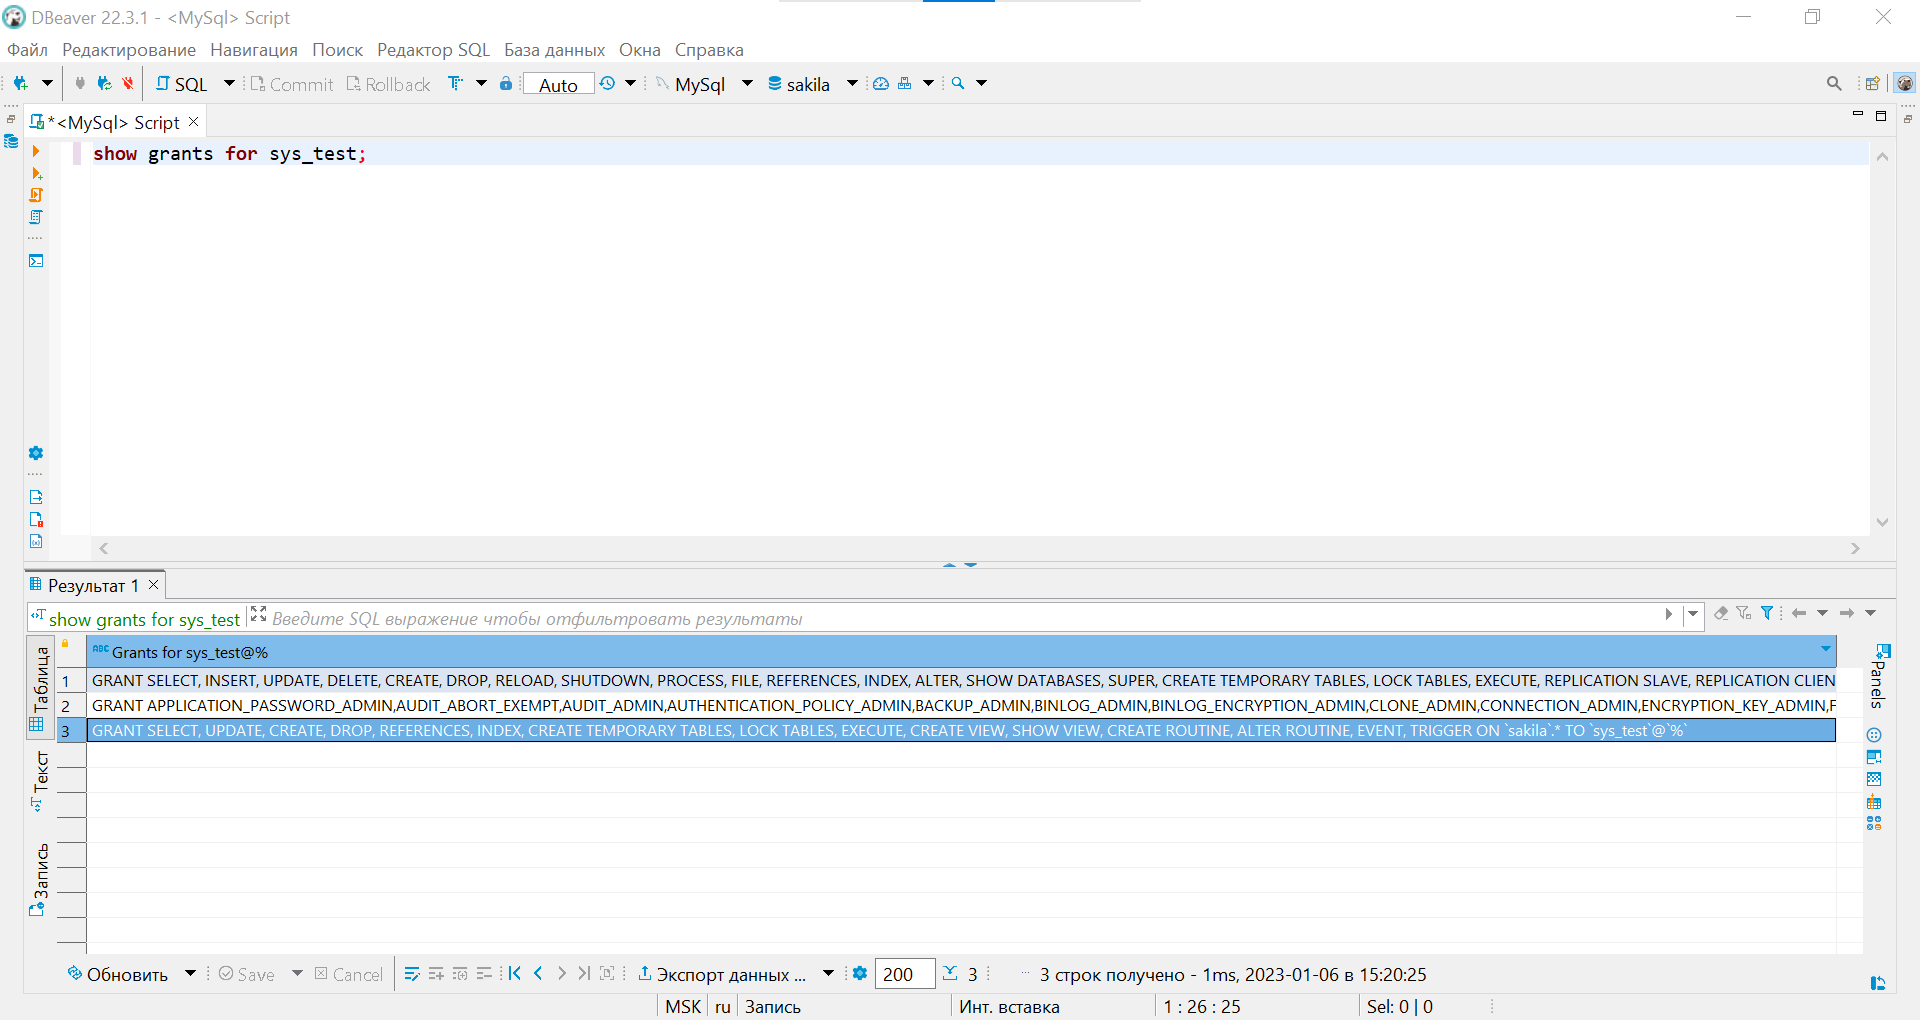 DBeaver 22.3.1 - <MySql> Script
Файл Редактирование Навигация Поиск Редактор SQL База данных Окна Справка
SQL Commit Rollback Auto MySql sakila
*<MySql> Script
show grants for sys_test;
Результат 1
show grants for sys_test Введите SQL выражение чтобы отфильтровать результаты
Таблица
Текст
Запись
ABC Grants for sys_test@%
1 GRANT SELECT, INSERT, UPDATE, DELETE, CREATE, DROP, RELOAD, SHUTDOWN, PROCESS, FILE, REFERENCES, INDEX, ALTER, SHOW DATABASES, SUPER, CREATE TEMPORARY TABLES, LOCK TABLES, EXECUTE, REPLICATION SLAVE, REPLICATION CLIEN
2 GRANT APPLICATION_PASSWORD_ADMIN,AUDIT_ABORT_EXEMPT,AUDIT_ADMIN,AUTHENTICATION_POLICY_ADMIN,BACKUP_ADMIN,BINLOG_ADMIN,BINLOG_ENCRYPTION_ADMIN,CLONE_ADMIN,CONNECTION_ADMIN,ENCRYPTION_KEY_ADMIN,F
3 GRANT SELECT, UPDATE, CREATE, DROP, REFERENCES, INDEX, CREATE TEMPORARY TABLES, LOCK TABLES, EXECUTE, CREATE VIEW, SHOW VIEW, CREATE ROUTINE, ALTER ROUTINE, EVENT, TRIGGER ON `sakila`.* TO `sys_test`@`%`
Panels
Обновить Save Cancel Экспорт данных ... 200 3 3 строк получено - 1ms, 2023-01-06 в 15:20:25
MSK ru Запись Инт. вставка 1 : 26 : 25 Sel: 0 | 0